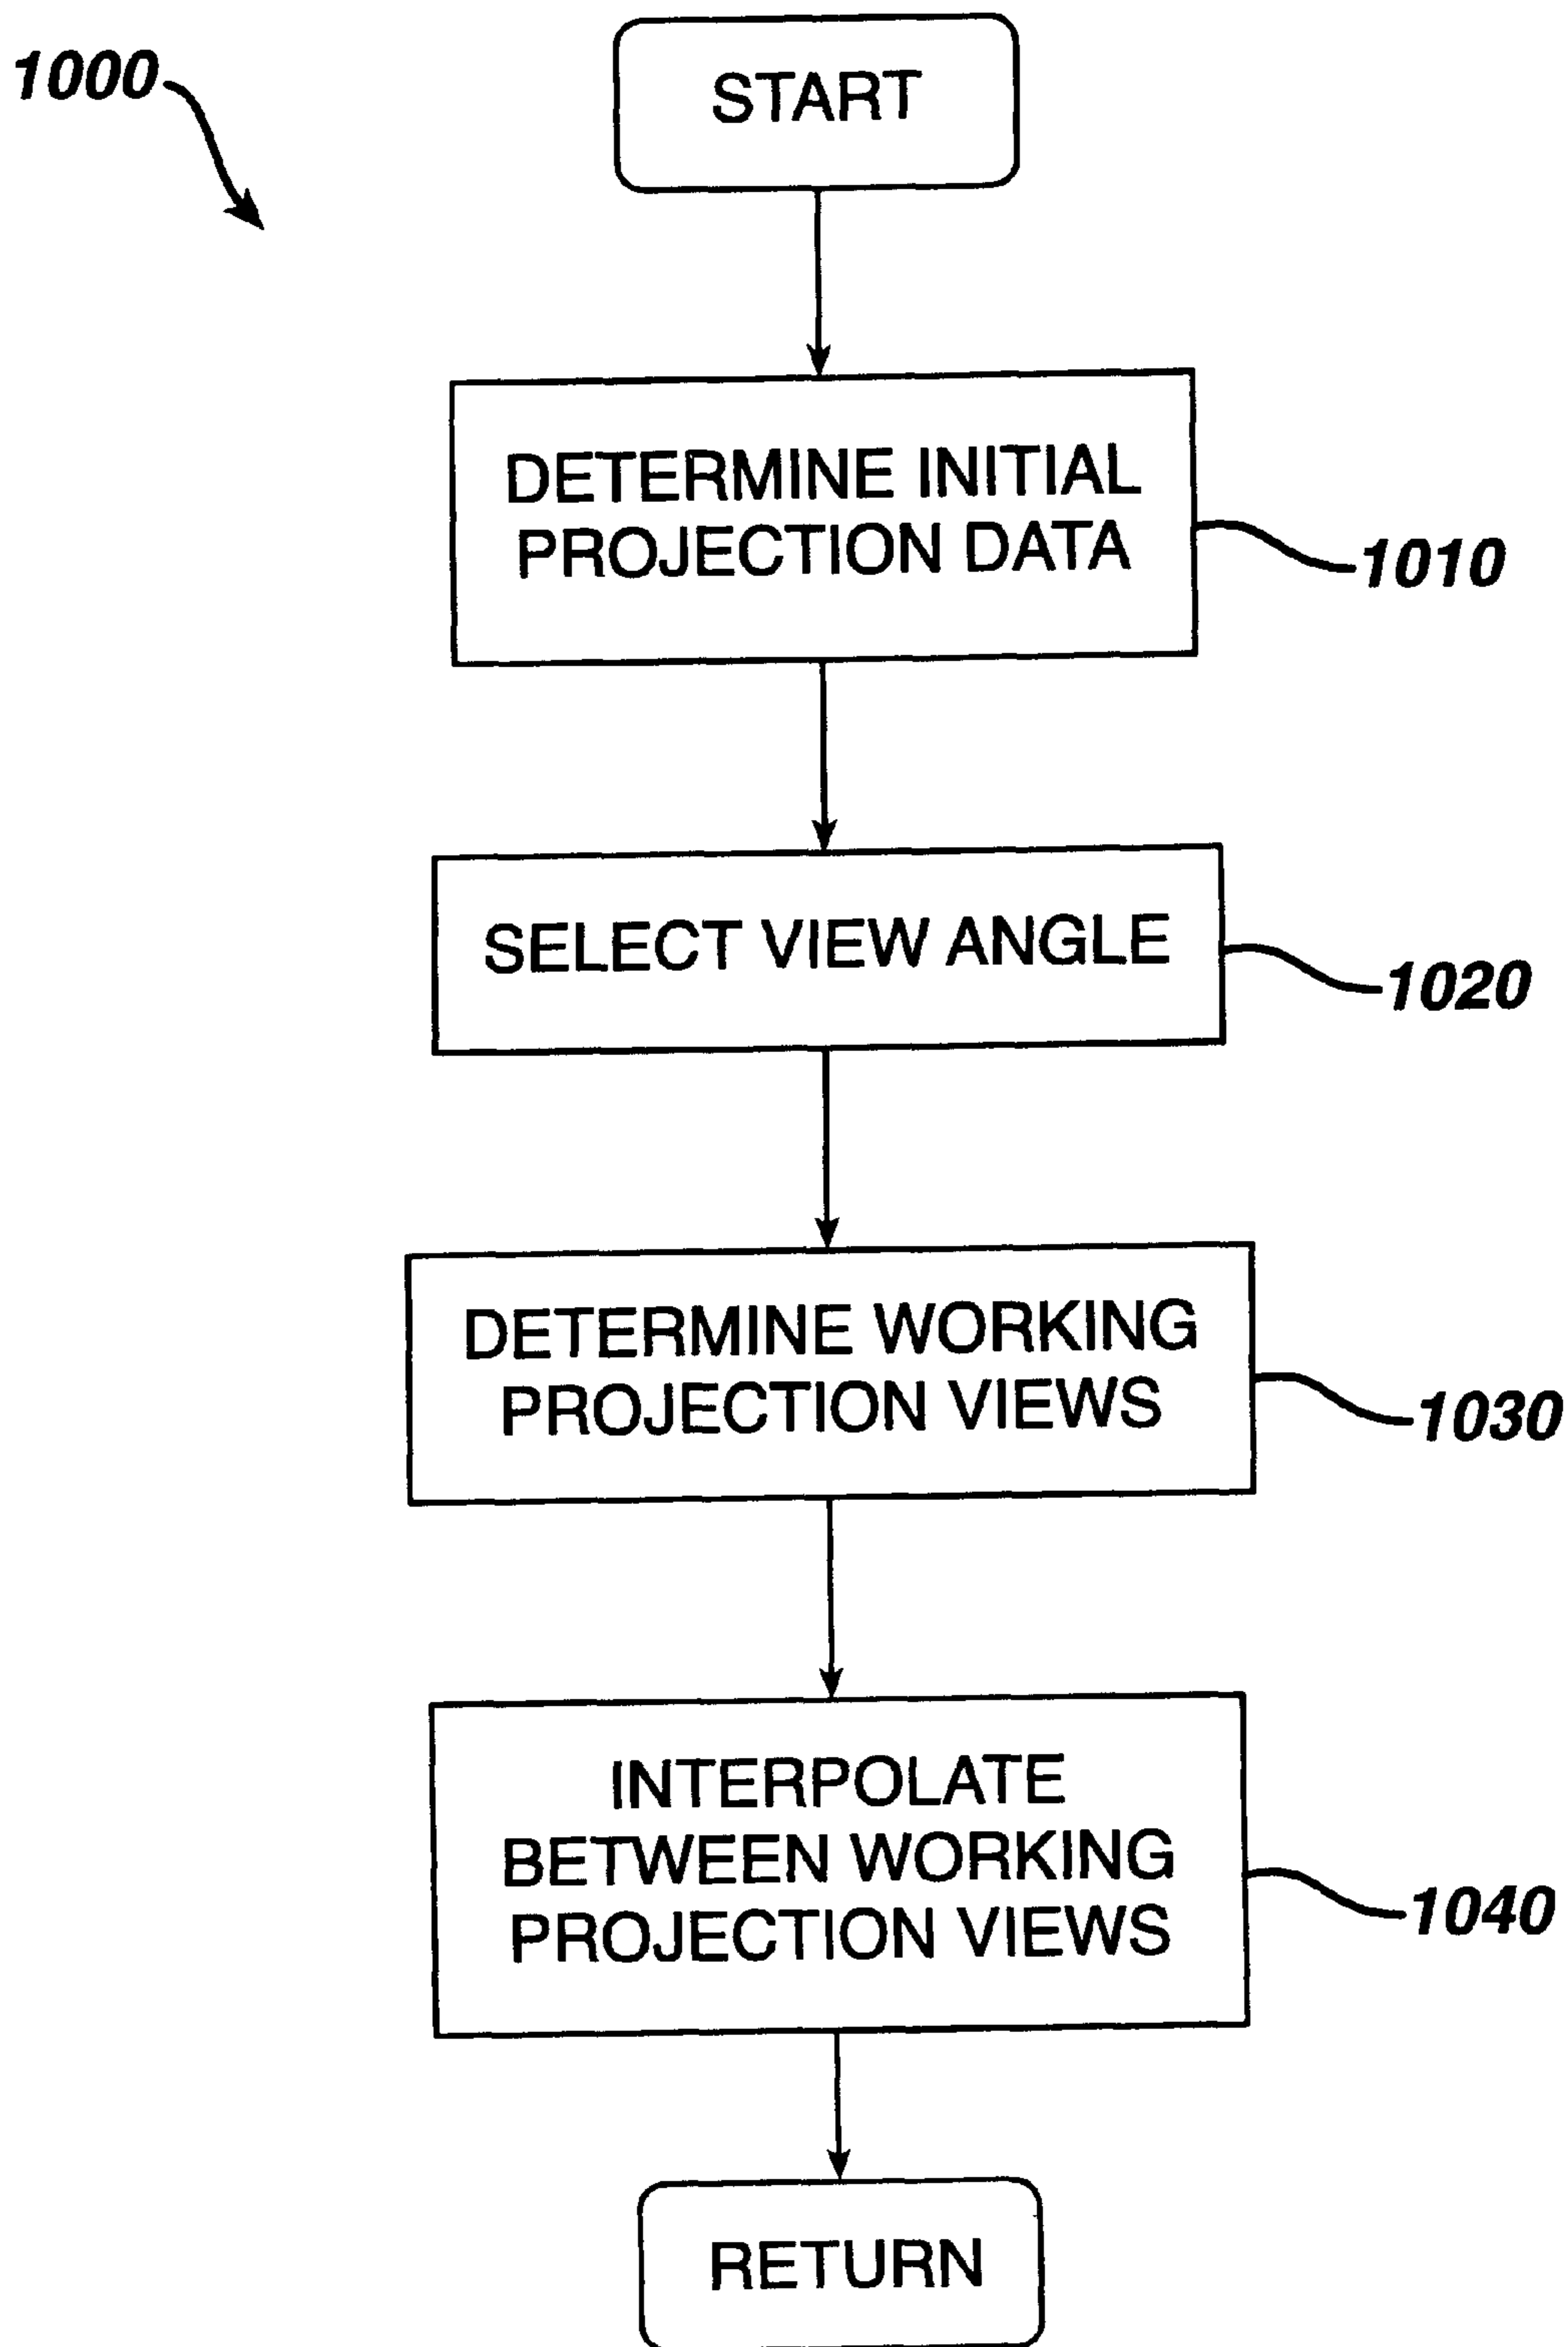 1000
START
DETERMINE INITIAL
PROJECTION DATA
1010
SELECT VIEW ANGLE
1020
DETERMINE WORKING
PROJECTION VIEWS
1030
INTERPOLATE
BETWEEN WORKING
PROJECTION VIEWS
1040
RETURN